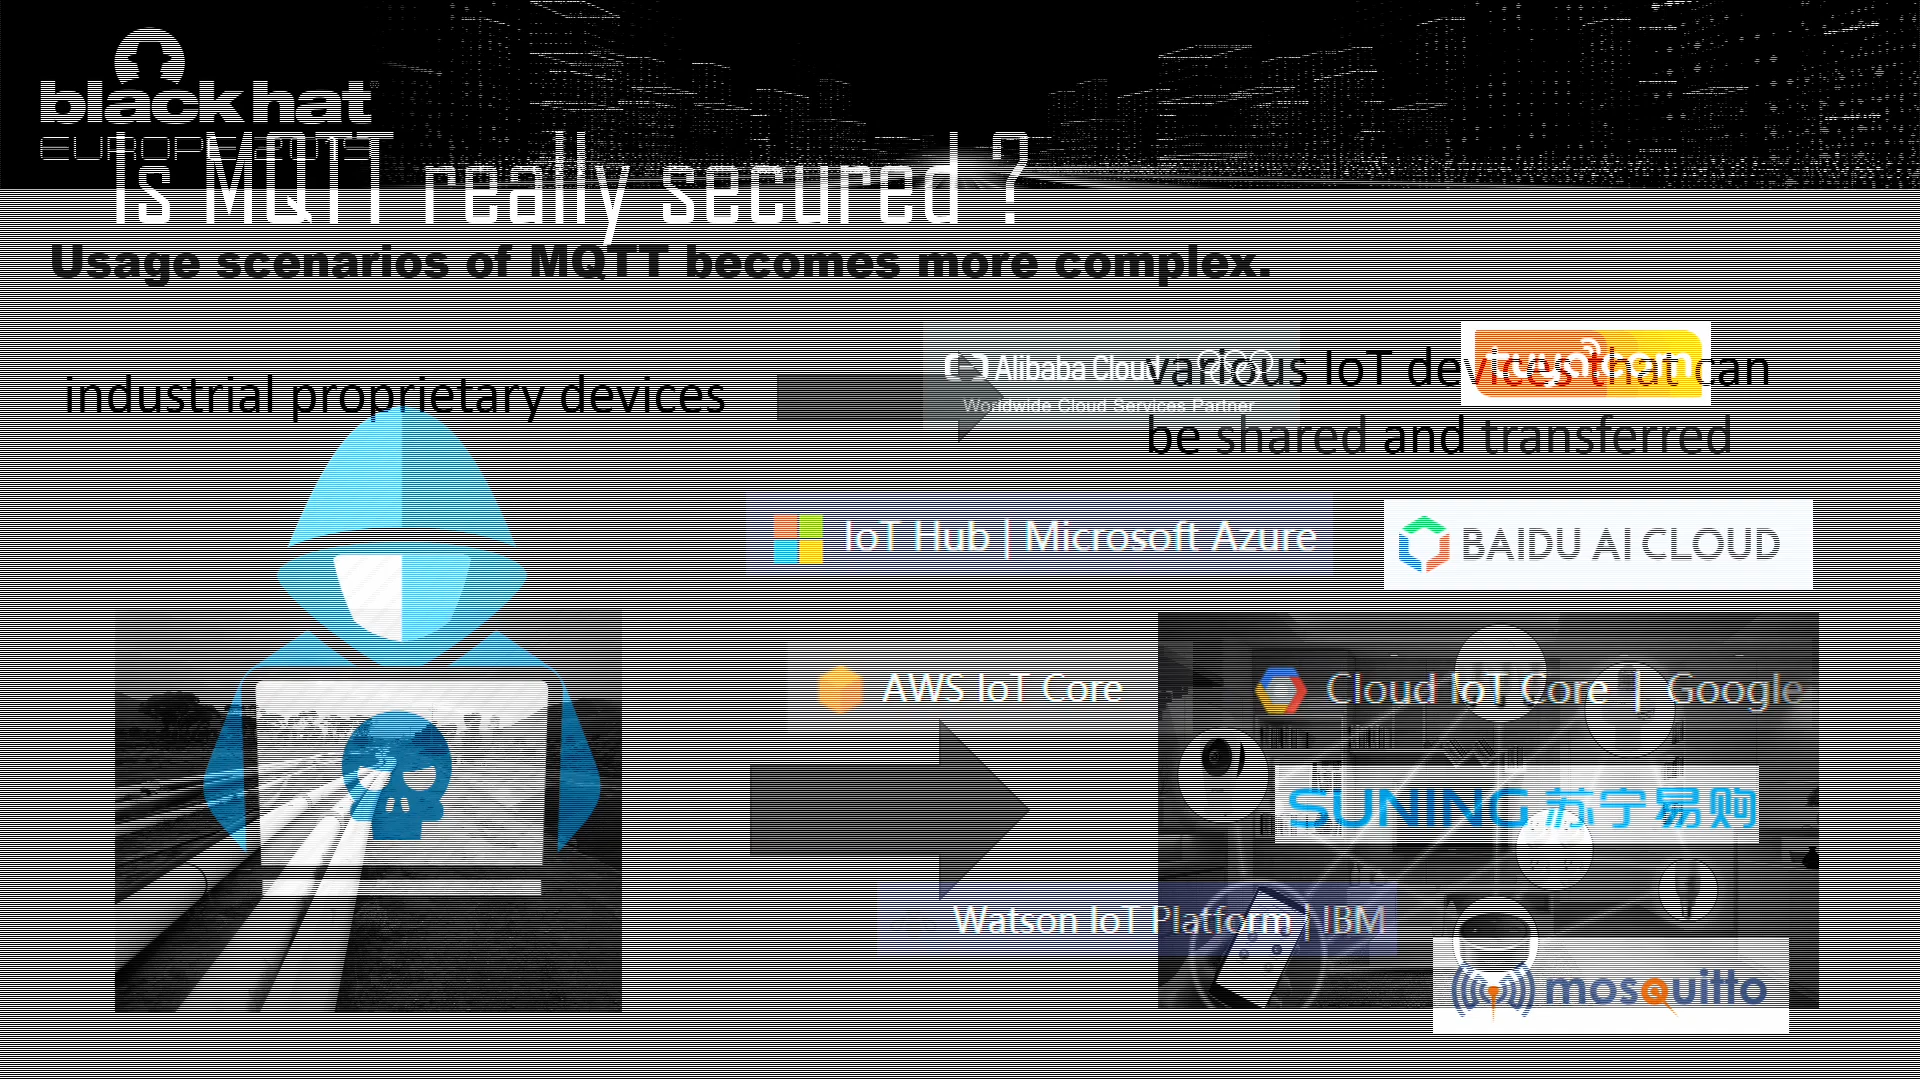 black hat
EUROPE 2019
Is MQTT really secured ?
Usage scenarios of MQTT becomes more complex.
industrial proprietary devices
Alibaba Cloud
Worldwide Cloud Services Partner
various IoT devices that can
be shared and transferred
tuya.com
IoT Hub | Microsoft Azure
BAIDU AI CLOUD
AWS IoT Core
Cloud IoT Core | Google
SUNING 苏宁易购
Watson IoT Platform | IBM
mosquitto